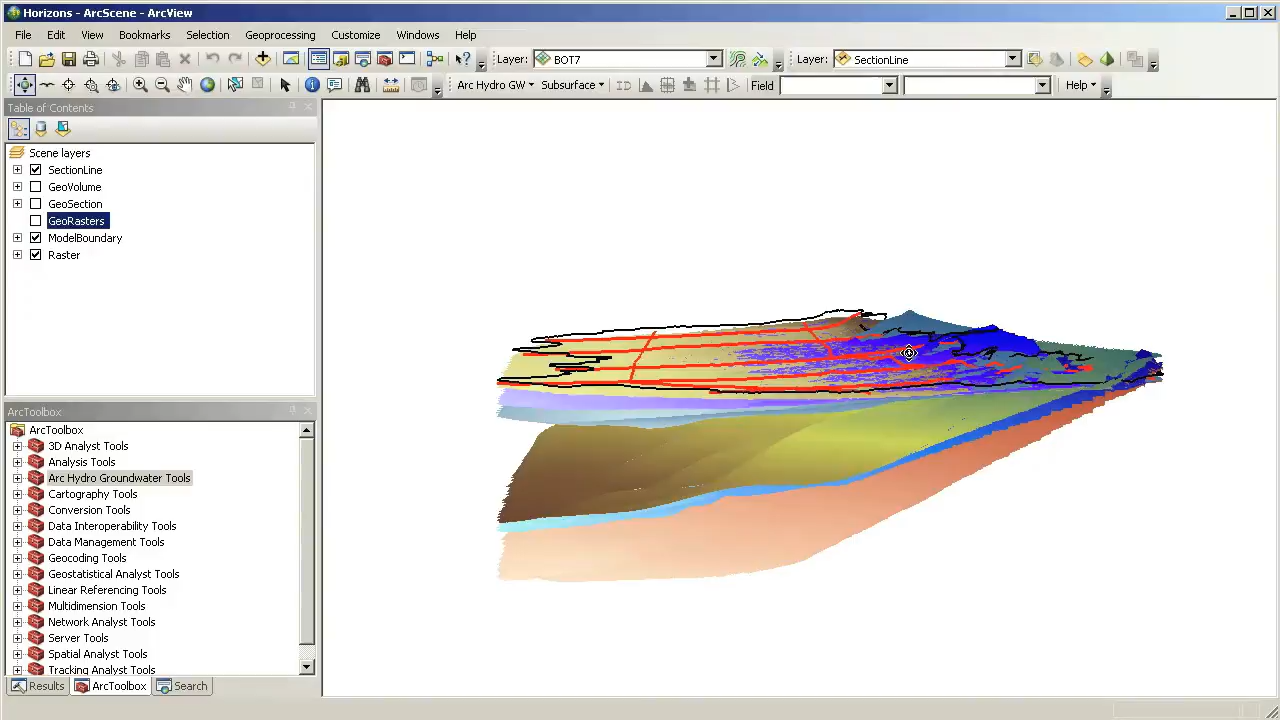 Horizons - ArcScene - ArcView
File Edit View Bookmarks Selection Geoprocessing Customize Windows Help
Layer: BOT7 Layer: SectionLine
Arc Hydro GW Subsurface ID Field Help
Table Of Contents
Scene layers
SectionLine
GeoVolume
GeoSection
GeoRasters
ModelBoundary
Raster
ArcToolbox
ArcToolbox
3D Analyst Tools
Analysis Tools
Arc Hydro Groundwater Tools
Cartography Tools
Conversion Tools
Data Interoperability Tools
Data Management Tools
Geocoding Tools
Geostatistical Analyst Tools
Linear Referencing Tools
Multidimension Tools
Network Analyst Tools
Server Tools
Spatial Analyst Tools
Tracking Analyst Tools
Results ArcToolbox Search